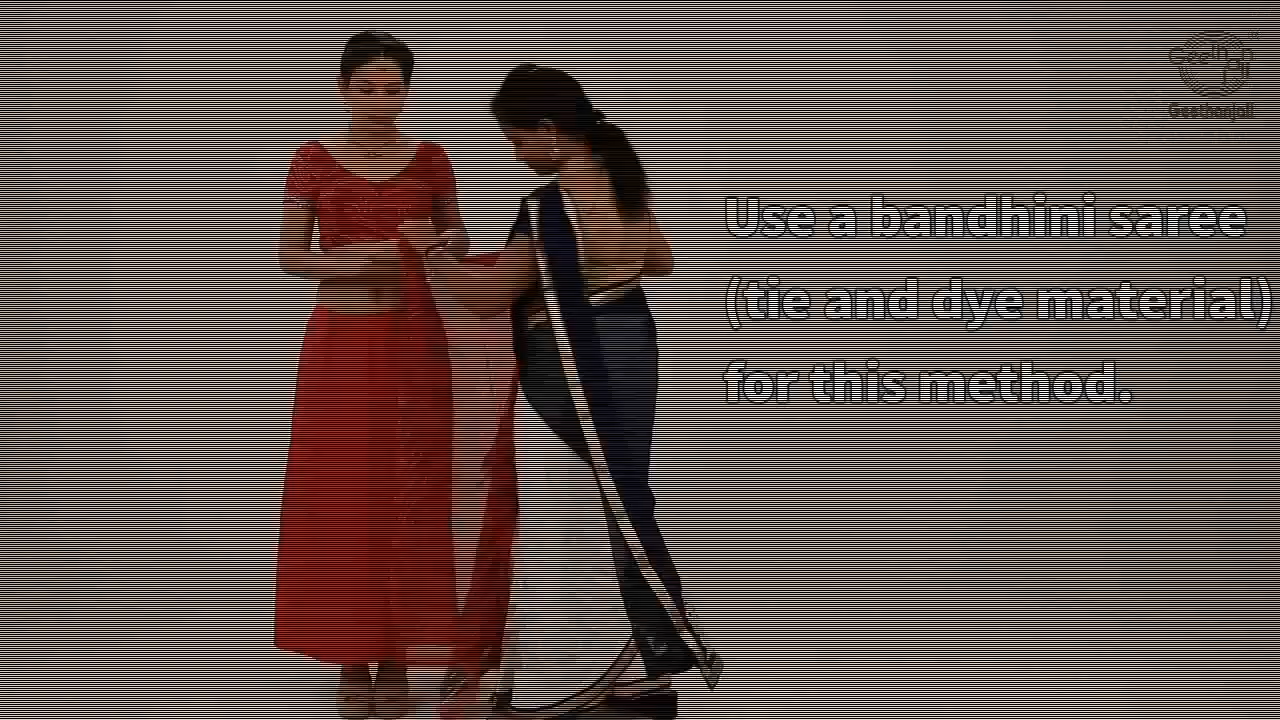 Geethanjali
Use a bandhini saree
(tie and dye material)
for this method.